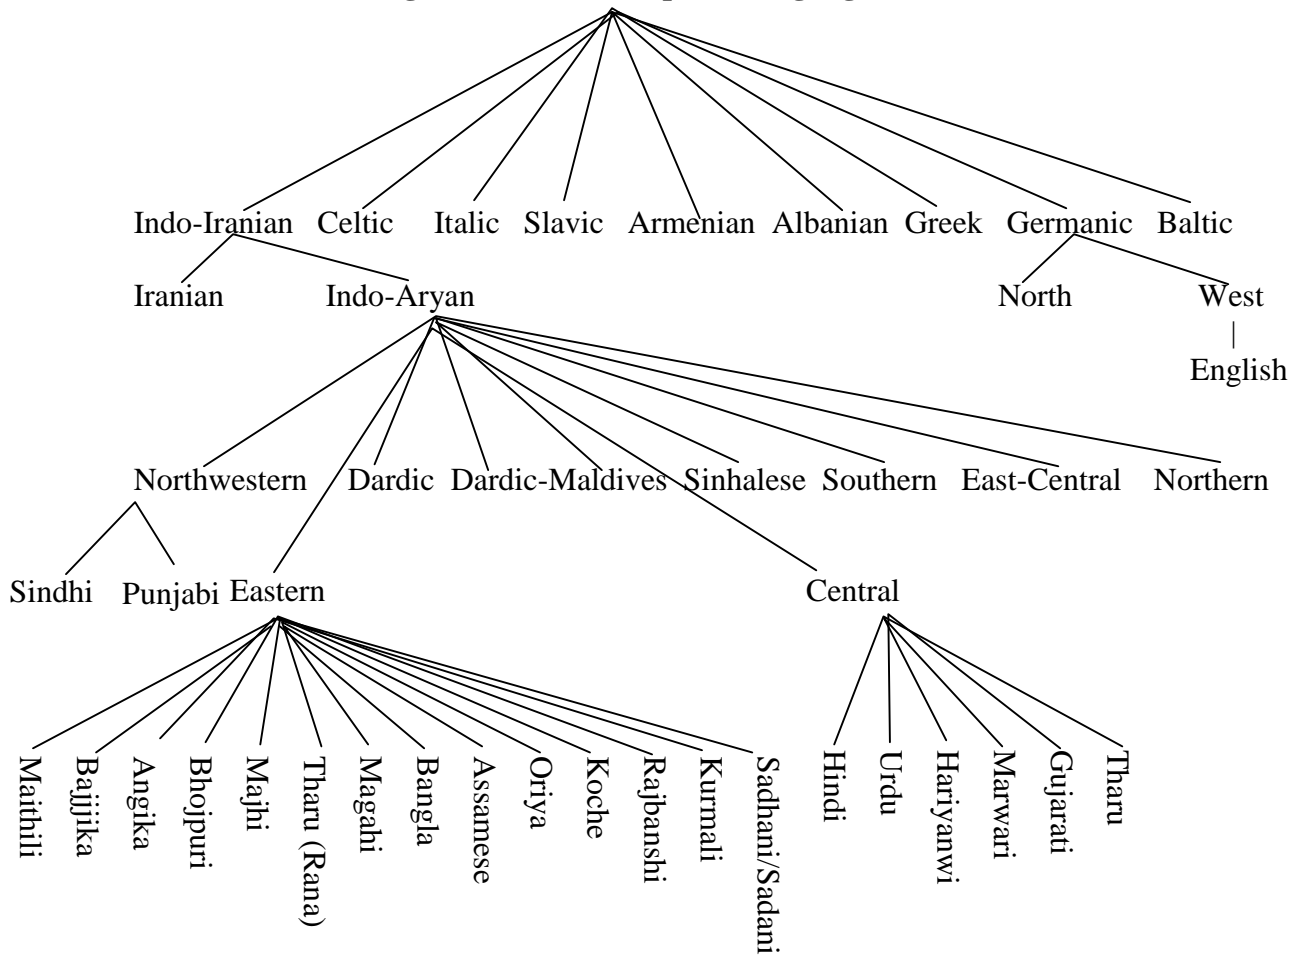 Indo-Iranian Celtic Italic Slavic Armenian Albanian Greek Germanic Baltic
Iranian Indo-Aryan North West
English
Northwestern Dardic Dardic-Maldives Sinhalese Southern East-Central Northern
Sindhi Punjabi Eastern Central
Maithili
Bajjjika
Angika
Bhojpuri
Majhi
Tharu (Rana)
Magahi
Bangla
Assamese
Oriya
Koche
Rajbanshi
Kurmali
Sadhani/Sadani
Hindi
Urdu
Hariyanwi
Marwari
Gujarati
Tharu